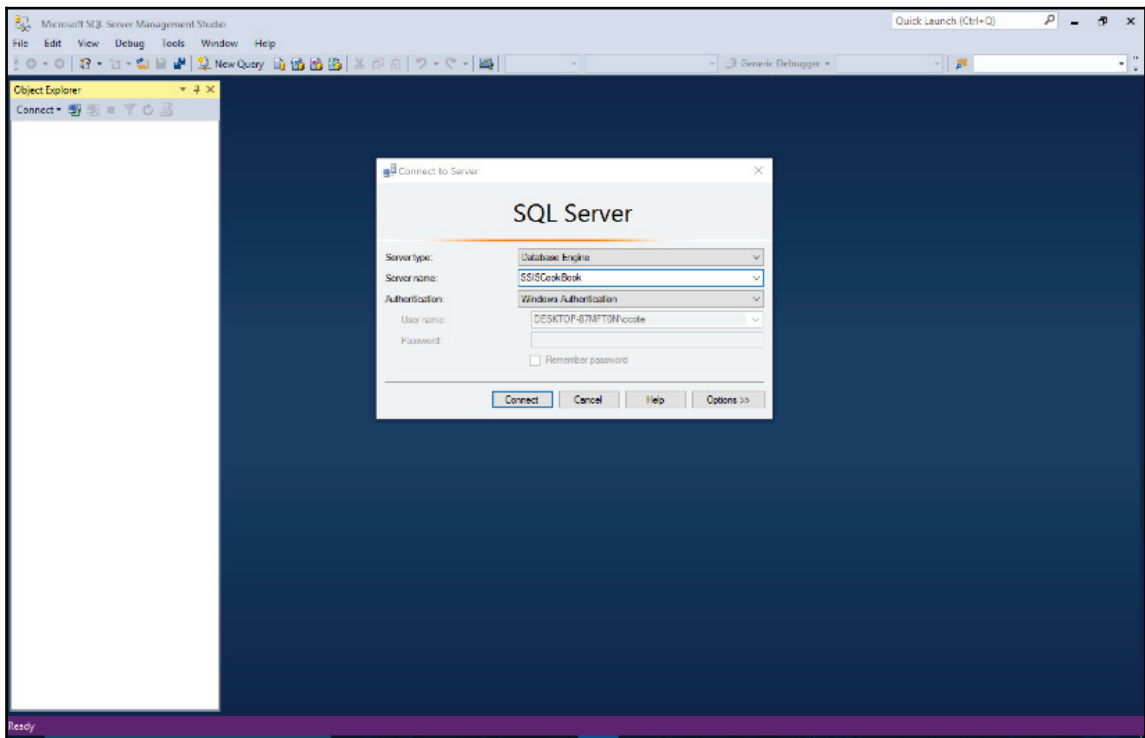 Microsoft SQL Server Management Studio
Quick Launch (Ctrl+Q)
File Edit View Debug Tools Window Help
New Query
Generic Debugger
Object Explorer
Connect
Connect to Server
SQL Server
Server type: Database Engine
Server name: SSISCookBook
Authentication: Windows Authentication
User name: DESKTOP-87MFT0N\ccote
Password:
Remember password
Connect Cancel Help Options >>
Ready